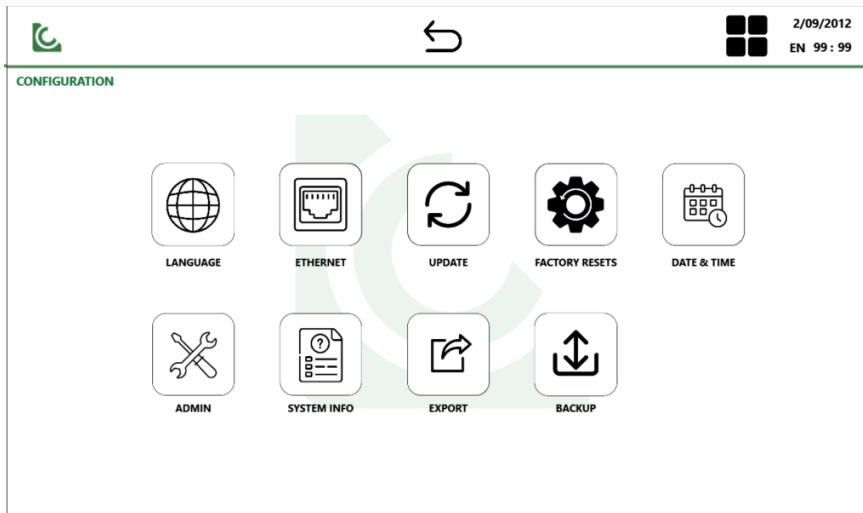 2/09/2012
EN 99 : 99
CONFIGURATION
LANGUAGE
ETHERNET
UPDATE
FACTORY RESETS
DATE & TIME
ADMIN
SYSTEM INFO
EXPORT
BACKUP